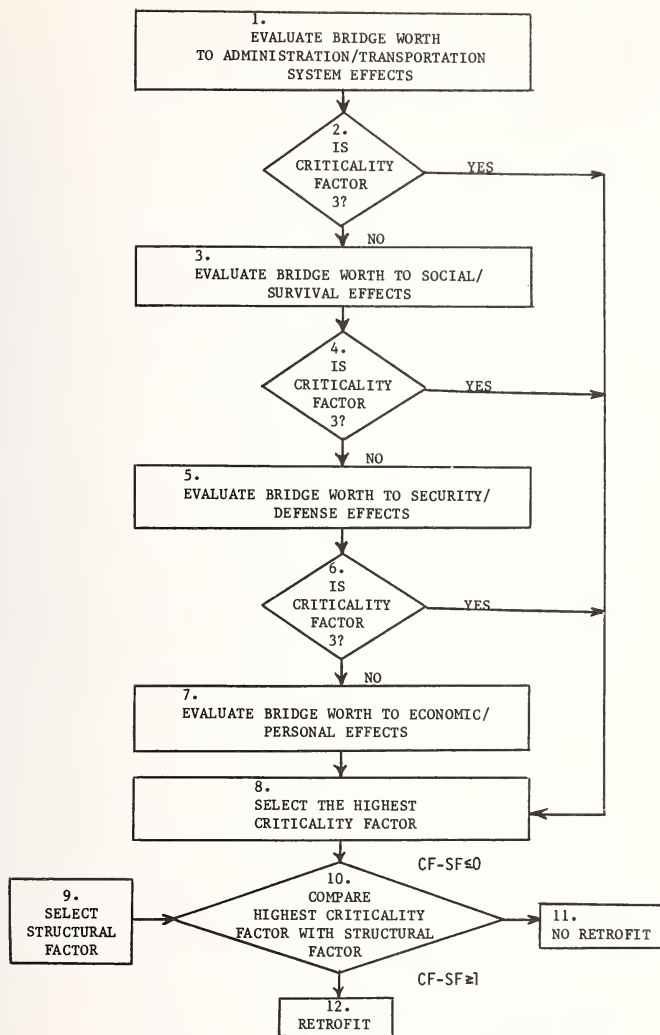 1.
EVALUATE BRIDGE WORTH
TO ADMINISTRATION/TRANSPORTATION
SYSTEM EFFECTS
2.
IS
CRITICALITY
FACTOR
3?
YES
NO
3.
EVALUATE BRIDGE WORTH TO SOCIAL/
SURVIVAL EFFECTS
4.
IS
CRITICALITY
FACTOR
3?
YES
NO
5.
EVALUATE BRIDGE WORTH TO SECURITY/
DEFENSE EFFECTS
6.
IS
CRITICALITY
FACTOR
3?
YES
NO
7.
EVALUATE BRIDGE WORTH TO ECONOMIC/
PERSONAL EFFECTS
8.
SELECT THE HIGHEST
CRITICALITY FACTOR
CF-SF≤0
9.
SELECT
STRUCTURAL
FACTOR
10.
COMPARE
HIGHEST CRITICALITY
FACTOR WITH STRUCTURAL
FACTOR
11.
NO RETROFIT
CF-SF≥1
12.
RETROFIT